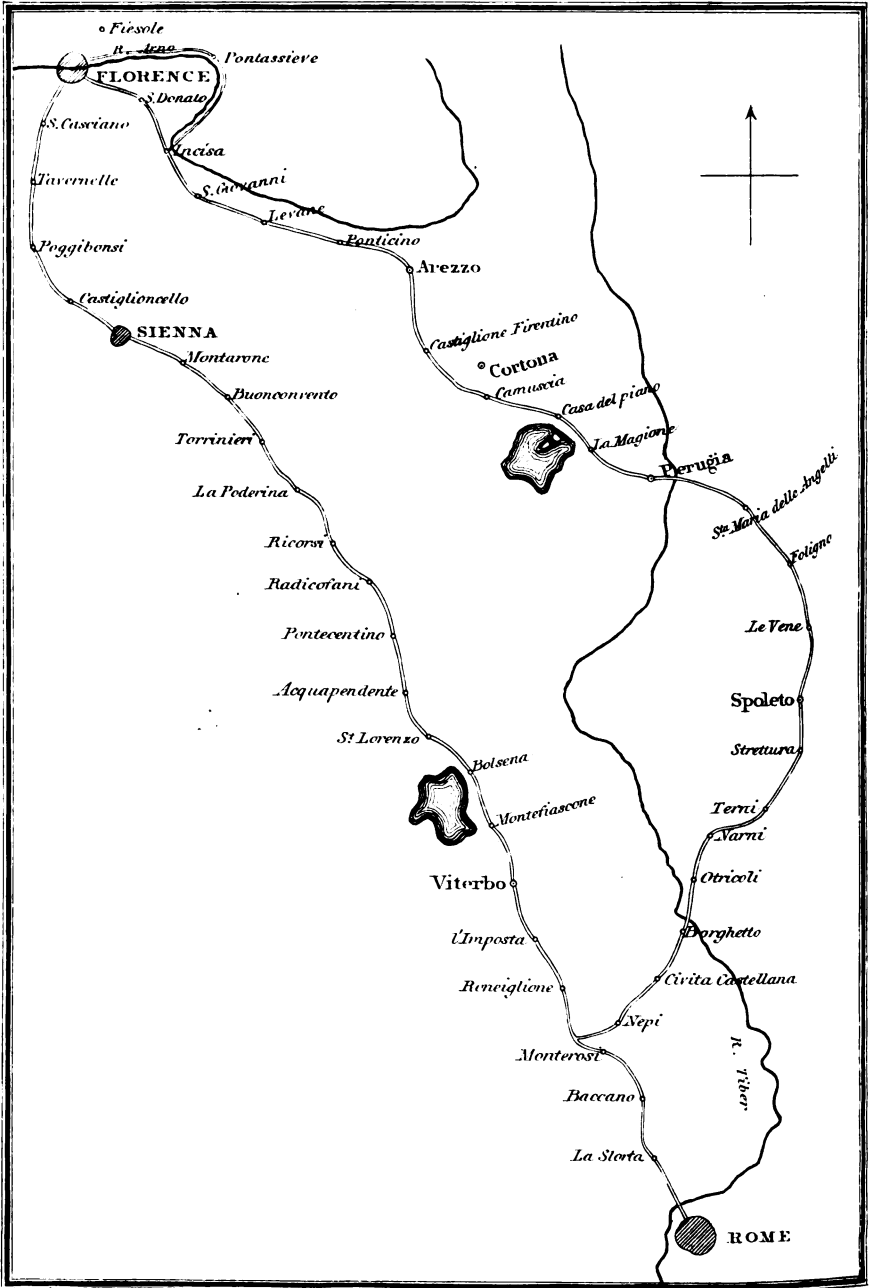 Fiesole
R. Arno
Pontassieve
FLORENCE
S. Donato
S. Casciano
Incisa
Tavernelle
S. Giovanni
Levane
Ponticino
Poggibonsi
Arezzo
Castiglioncello
SIENNA
Castiglione Firentino
Montarone
Cortona
Camuscia
Buonconvento
Casa del piano
Torrinieri
La Magione
Perugia
La Poderina
Sta. Maria delle Angelli
Ricorsi
Foligno
Radicofani
Pontecentino
Le Vene
Acquapendente
Spoleto
St. Lorenzo
Strettura
Bolsena
Montefiascone
Terni
Narni
Viterbo
Otricoli
l'Imposta
Borghetto
Ronciglione
Civita Castellana
Nepi
Monterosi
R. Tiber
Baccano
La Storta
ROME